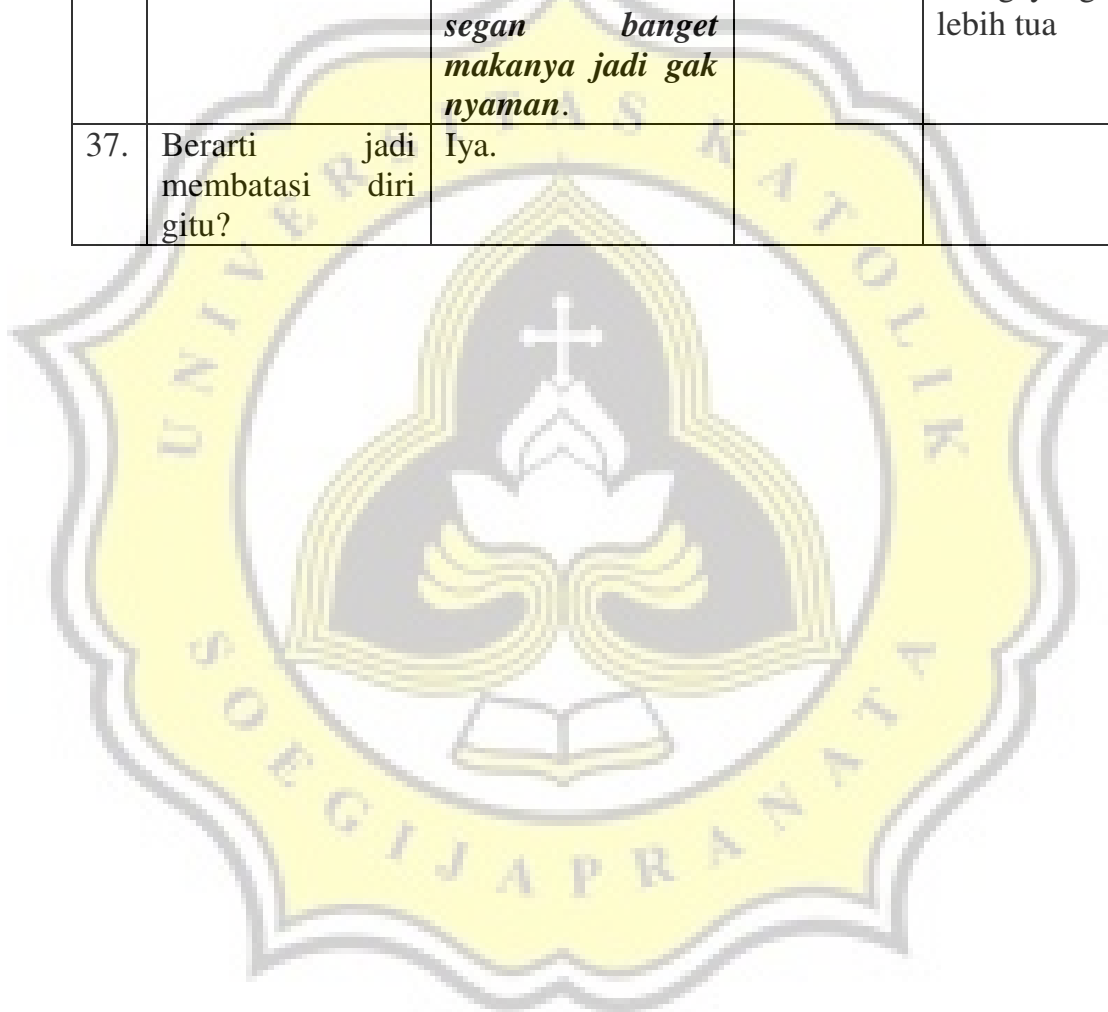 segan banget lebih tua
makanya jadi gak
nyaman.
37. Berarti jadi Iya.
membatasi diri
gitu?
UNIVERSITAS KATOLIK
SOEGIJAPRANATA